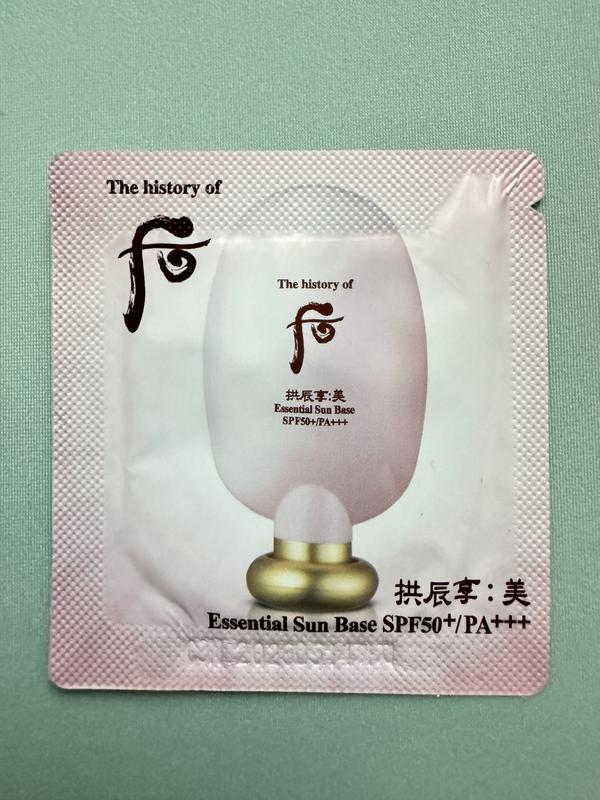 The history of
后
The history of
后
拱辰享:美
Essential Sun Base
SPF50+/PA+++
拱辰享:美
Essential Sun Base SPF50+/PA+++